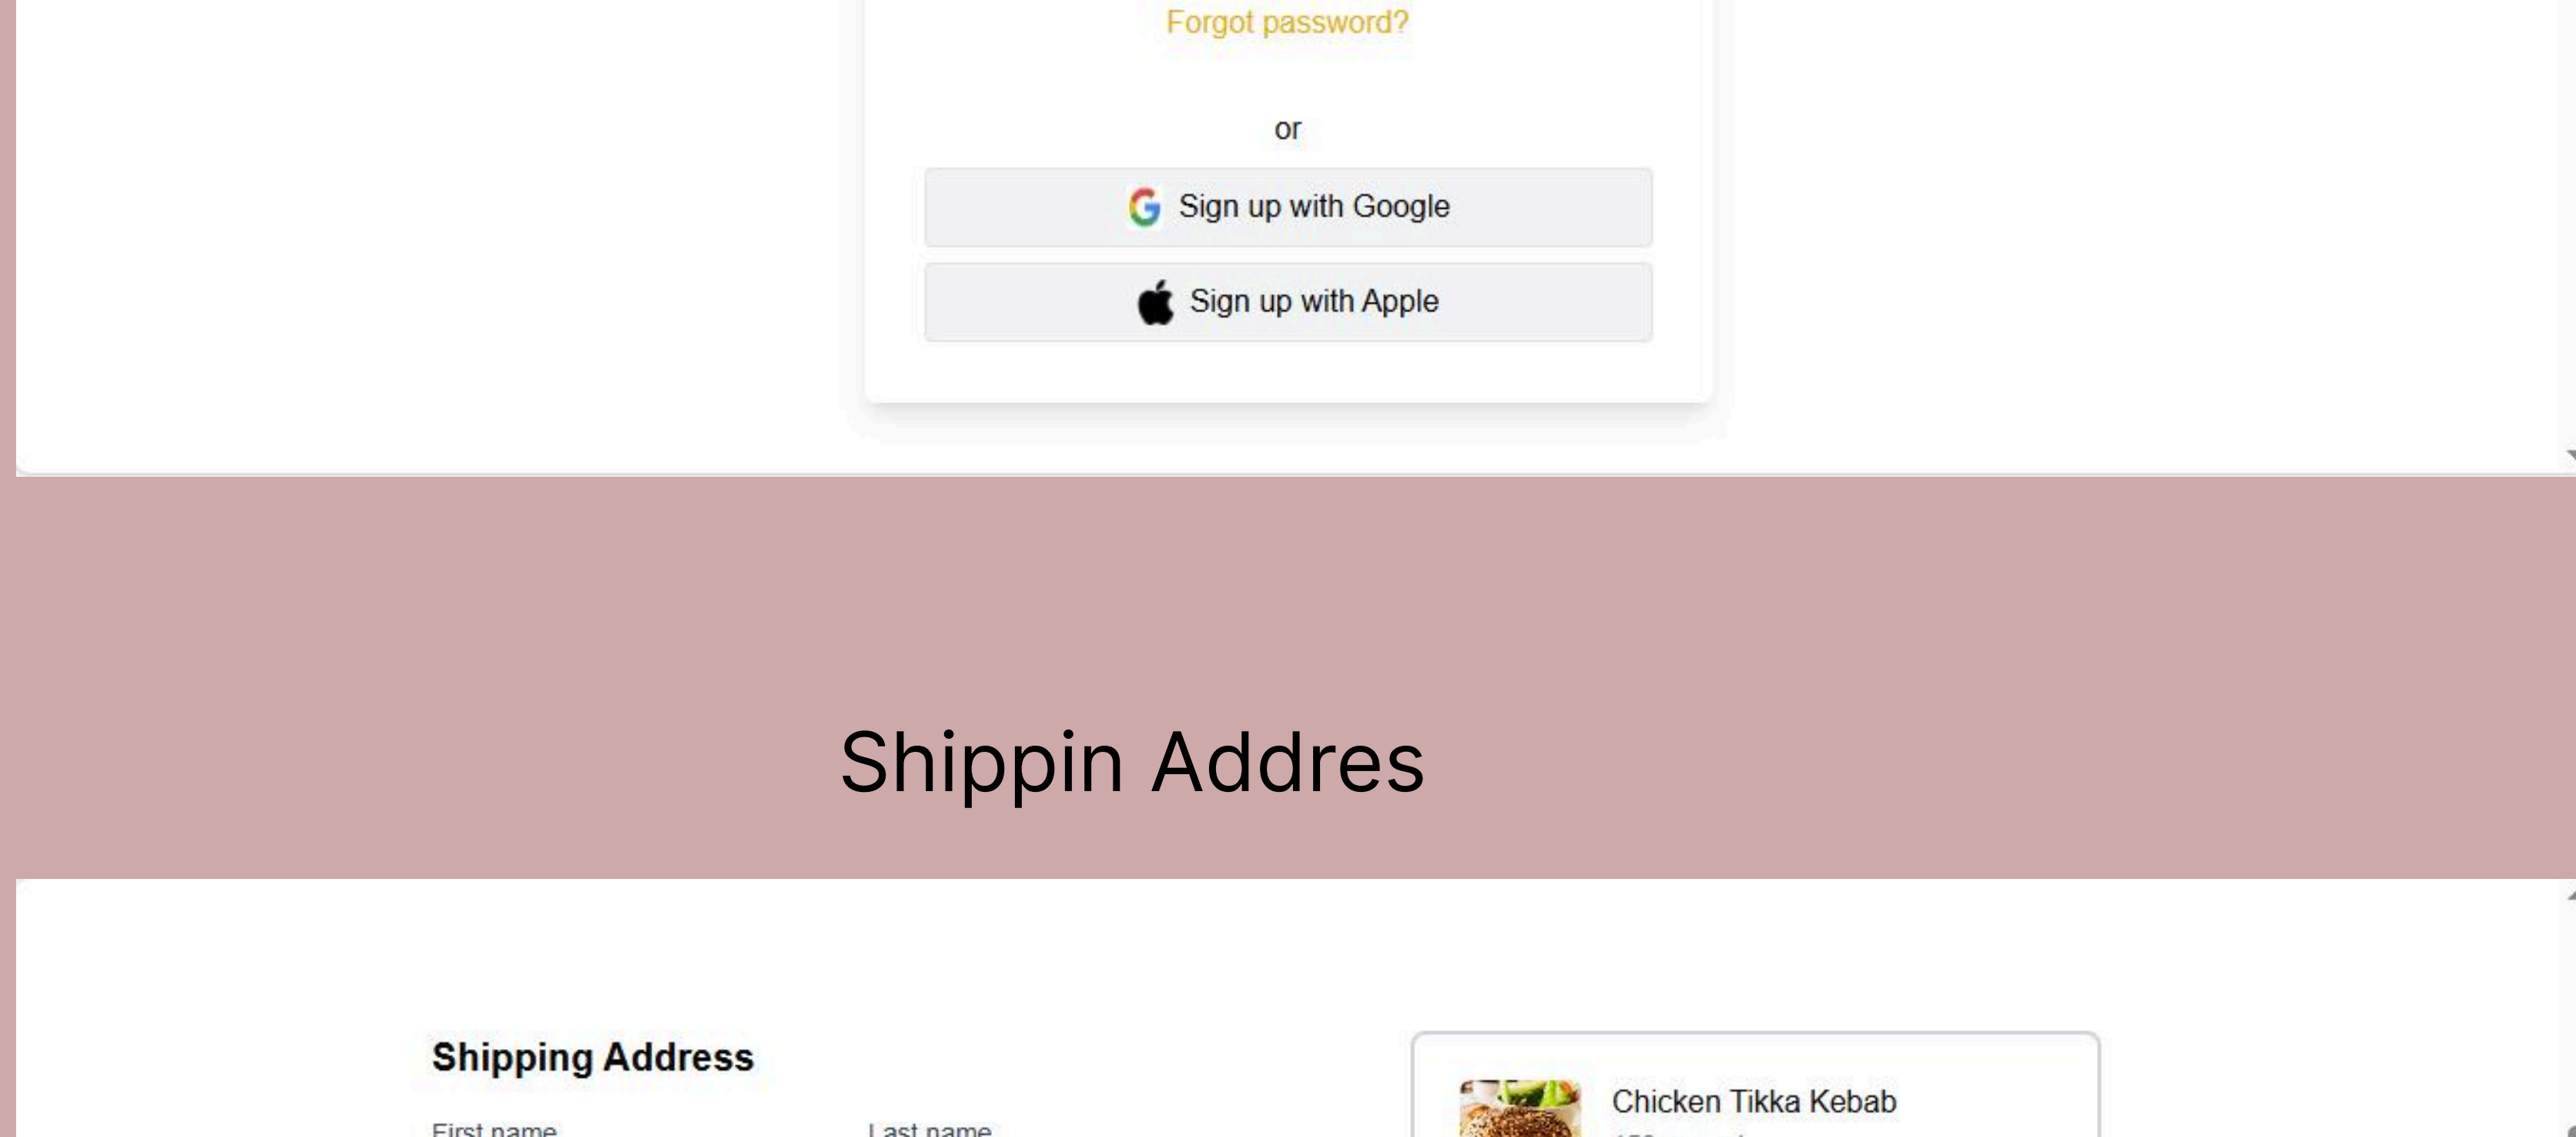 Forgot password?
or
Sign up with Google
Sign up with Apple
Shippin Addres
Shipping Address
Chicken Tikka Kebab
First name
Last name